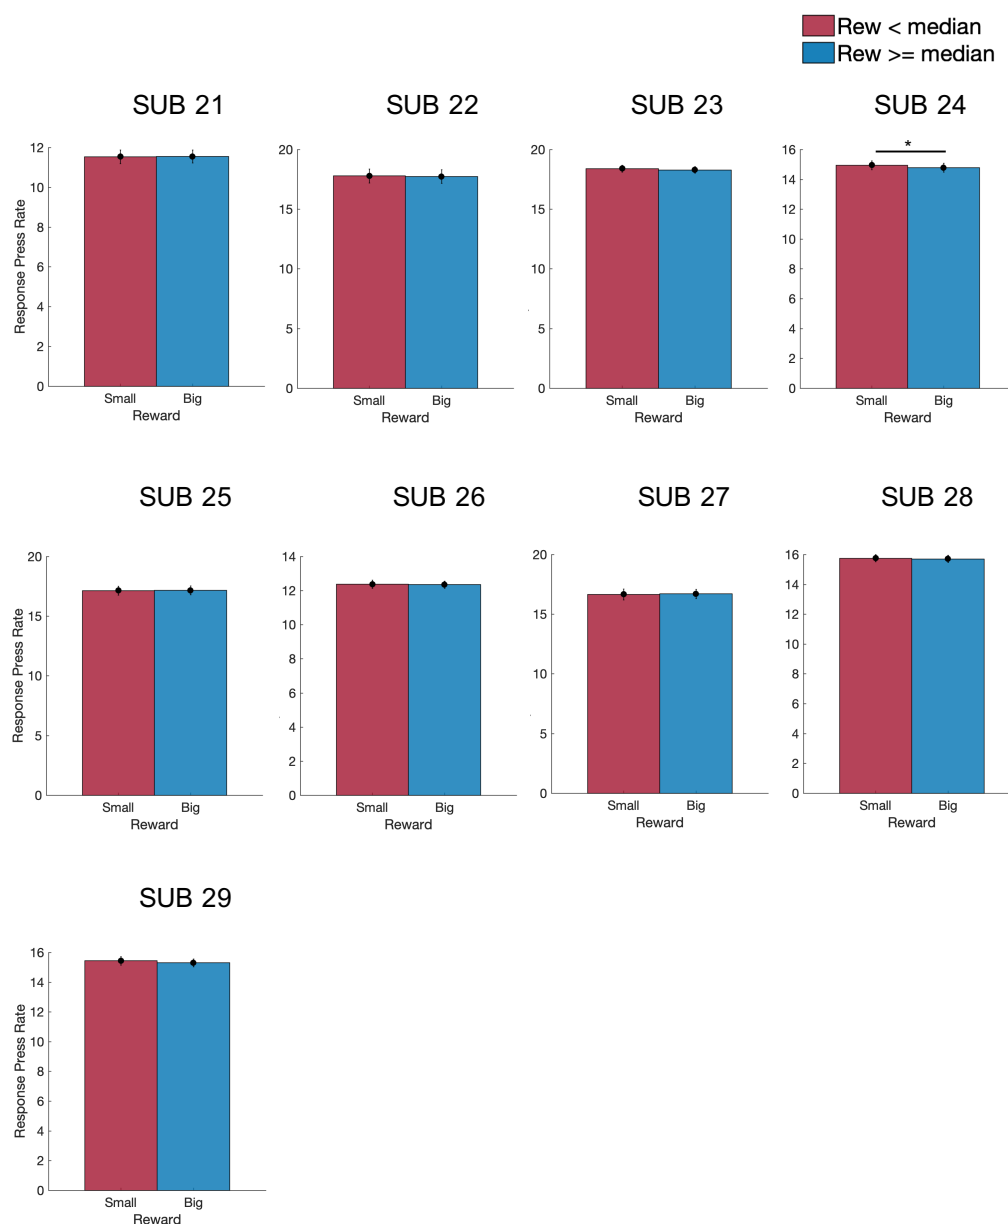 Rew < median
Rew >= median
SUB 21
SUB 22
SUB 23
SUB 24
12
10
8
6
4
2
0
Response Press Rate
Small Big
Reward
20
15
10
5
0
Small Big
Reward
20
15
10
5
0
Small Big
Reward
16
14
12
10
8
6
4
2
0
*
Small Big
Reward
SUB 25
SUB 26
SUB 27
SUB 28
20
15
10
5
0
Response Press Rate
Small Big
Reward
14
12
10
8
6
4
2
0
Small Big
Reward
20
15
10
5
0
Small Big
Reward
16
14
12
10
8
6
4
2
0
Small Big
Reward
SUB 29
16
14
12
10
8
6
4
2
0
Response Press Rate
Small Big
Reward